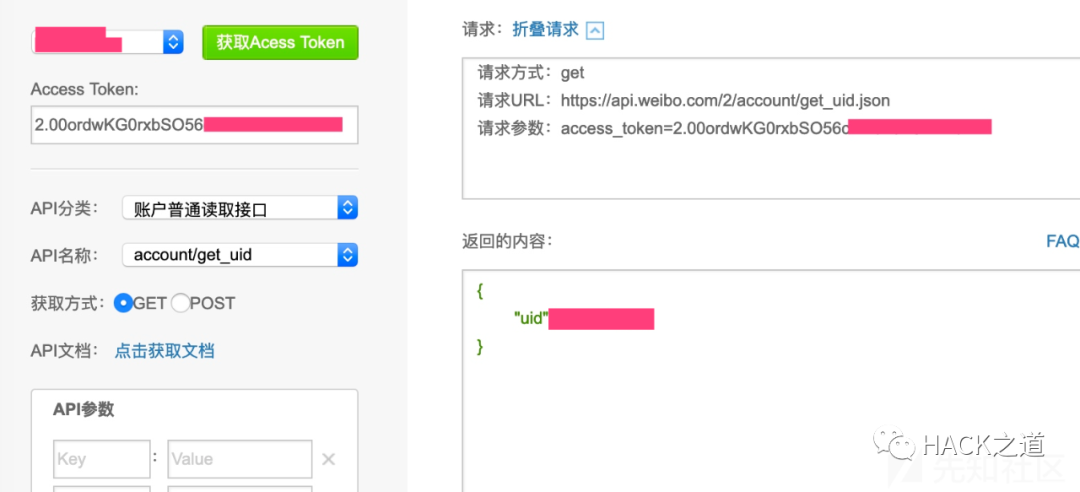 获取Acess Token
Access Token:
2.00ordwKG0rxbSO56
API分类：
账户普通读取接口
API名称：
account/get_uid
获取方式：
GET
POST
API文档：
点击获取文档
API参数
Key
:
Value
×
请求：
折叠请求
请求方式：get
请求URL：https://api.weibo.com/2/account/get_uid.json
请求参数：access_token=2.00ordwKG0rxbSO56
返回的内容：
FAQ
{
"uid"
}
HACK之道
先知社区